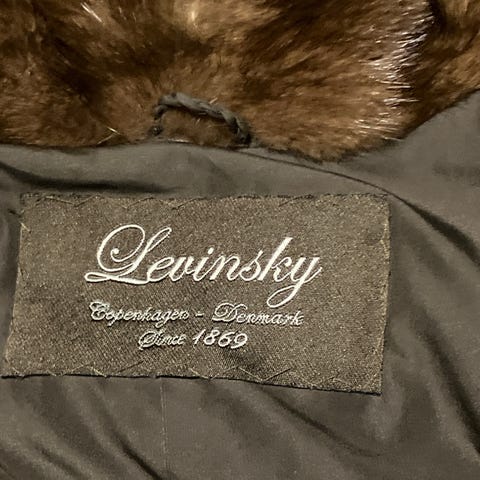 Levinsky
Copenhagen - Denmark
Since 1869